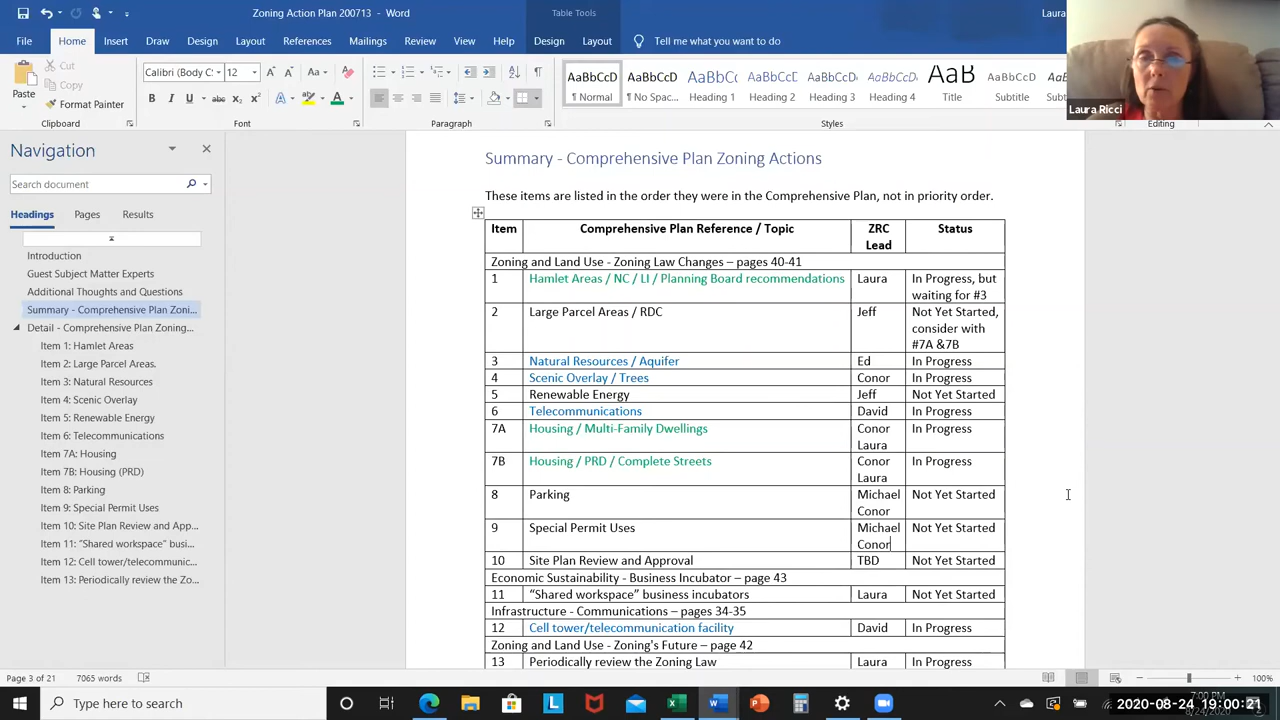 Zoning Action Plan 200713 - Word
Table Tools
Laura
File Home Insert Draw Design Layout References Mailings Review View Help Acrobat Design Layout Tell me what you want to do
Cut
Copy
Format Painter
Paste
Clipboard
Calibri (Body C: 12
Font
Paragraph
AaBbCcD AaBbCcD AaBbCcD AaBbCcD AaBbCcD AaBbCcD AaB AaBbCcD
¶ Normal ¶ No Spac... Heading 1 Heading 2 Heading 3 Heading 4 Title Subtitle
Styles
Editing
Laura Ricci
Navigation
Search document
Headings Pages Results
Introduction
Guest Subject Matter Experts
Additional Thoughts and Questions
Summary - Comprehensive Plan Zoni...
Detail - Comprehensive Plan Zoning...
Item 1: Hamlet Areas
Item 2: Large Parcel Areas.
Item 3: Natural Resources
Item 4: Scenic Overlay
Item 5: Renewable Energy
Item 6: Telecommunications
Item 7A: Housing
Item 7B: Housing (PRD)
Item 8: Parking
Item 9: Special Permit Uses
Item 10: Site Plan Review and App...
Item 11: "Shared workspace" busi...
Item 12: Cell tower/telecommunic...
Item 13: Periodically review the Zo...
Summary - Comprehensive Plan Zoning Actions
These items are listed in the order they were in the Comprehensive Plan, not in priority order.
Item Comprehensive Plan Reference / Topic ZRC Lead Status
Zoning and Land Use - Zoning Law Changes – pages 40-41
1 Hamlet Areas / NC / LI / Planning Board recommendations Laura In Progress, but
waiting for #3
2 Large Parcel Areas / RDC Jeff Not Yet Started,
consider with
#7A &7B
3 Natural Resources / Aquifer Ed In Progress
4 Scenic Overlay / Trees Conor In Progress
5 Renewable Energy Jeff Not Yet Started
6 Telecommunications David In Progress
7A Housing / Multi-Family Dwellings Conor In Progress
Laura
7B Housing / PRD / Complete Streets Conor In Progress
Laura
8 Parking Michael Not Yet Started
Conor
9 Special Permit Uses Michael Not Yet Started
Conor
10 Site Plan Review and Approval TBD Not Yet Started
Economic Sustainability - Business Incubator – page 43
11 “Shared workspace” business incubators Laura Not Yet Started
Infrastructure - Communications – pages 34-35
12 Cell tower/telecommunication facility David In Progress
Zoning and Land Use - Zoning's Future – page 42
13 Periodically review the Zoning Law Laura In Progress
Page 3 of 21 7065 words
100%
Type here to search
7:00 PM
8/24/2020
2020-08-24 19:00:21